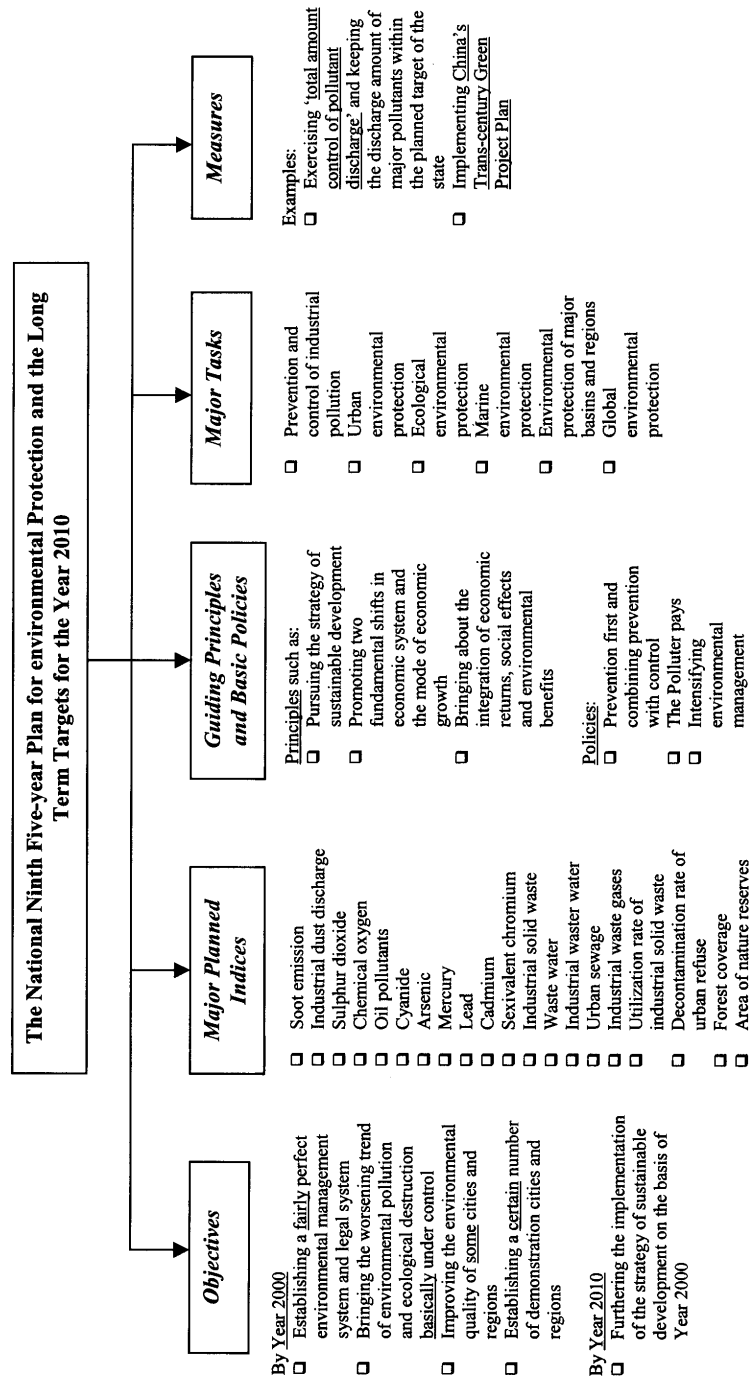 The National Ninth Five-year Plan for environmental Protection and the Long
Term Targets for the Year 2010
Objectives
By Year 2000
❑ Establishing a fairly perfect
environmental management
system and legal system
❑ Bringing the worsening trend
of environmental pollution
and ecological destruction
basically under control
❑ Improving the environmental
quality of some cities and
regions
❑ Establishing a certain number
of demonstration cities and
regions
By Year 2010
❑ Furthering the implementation
of the strategy of sustainable
development on the basis of
Year 2000
Major Planned
Indices
❑ Soot emission
❑ Industrial dust discharge
❑ Sulphur dioxide
❑ Chemical oxygen
❑ Oil pollutants
❑ Cyanide
❑ Arsenic
❑ Mercury
❑ Lead
❑ Cadmium
❑ Sexivalent chromium
❑ Industrial solid waste
❑ Waste water
❑ Industrial waster water
❑ Urban sewage
❑ Industrial waste gases
❑ Utilization rate of
industrial solid waste
❑ Decontamination rate of
urban refuse
❑ Forest coverage
❑ Area of nature reserves
Guiding Principles
and Basic Policies
Principles such as:
❑ Pursuing the strategy of
sustainable development
❑ Promoting two
fundamental shifts in
economic system and
the mode of economic
growth
❑ Bringing about the
integration of economic
returns, social effects
and environmental
benefits
Policies:
❑ Prevention first and
combining prevention
with control
❑ The Polluter pays
❑ Intensifying
environmental
management
Major Tasks
❑ Prevention and
control of industrial
pollution
❑ Urban
environmental
protection
❑ Ecological
environmental
protection
❑ Marine
environmental
protection
❑ Environmental
protection of major
basins and regions
❑ Global
environmental
protection
Measures
Examples:
❑ Exercising 'total amount
control of pollutant
discharge' and keeping
the discharge amount of
major pollutants within
the planned target of the
state
❑ Implementing China's
Trans-century Green
Project Plan